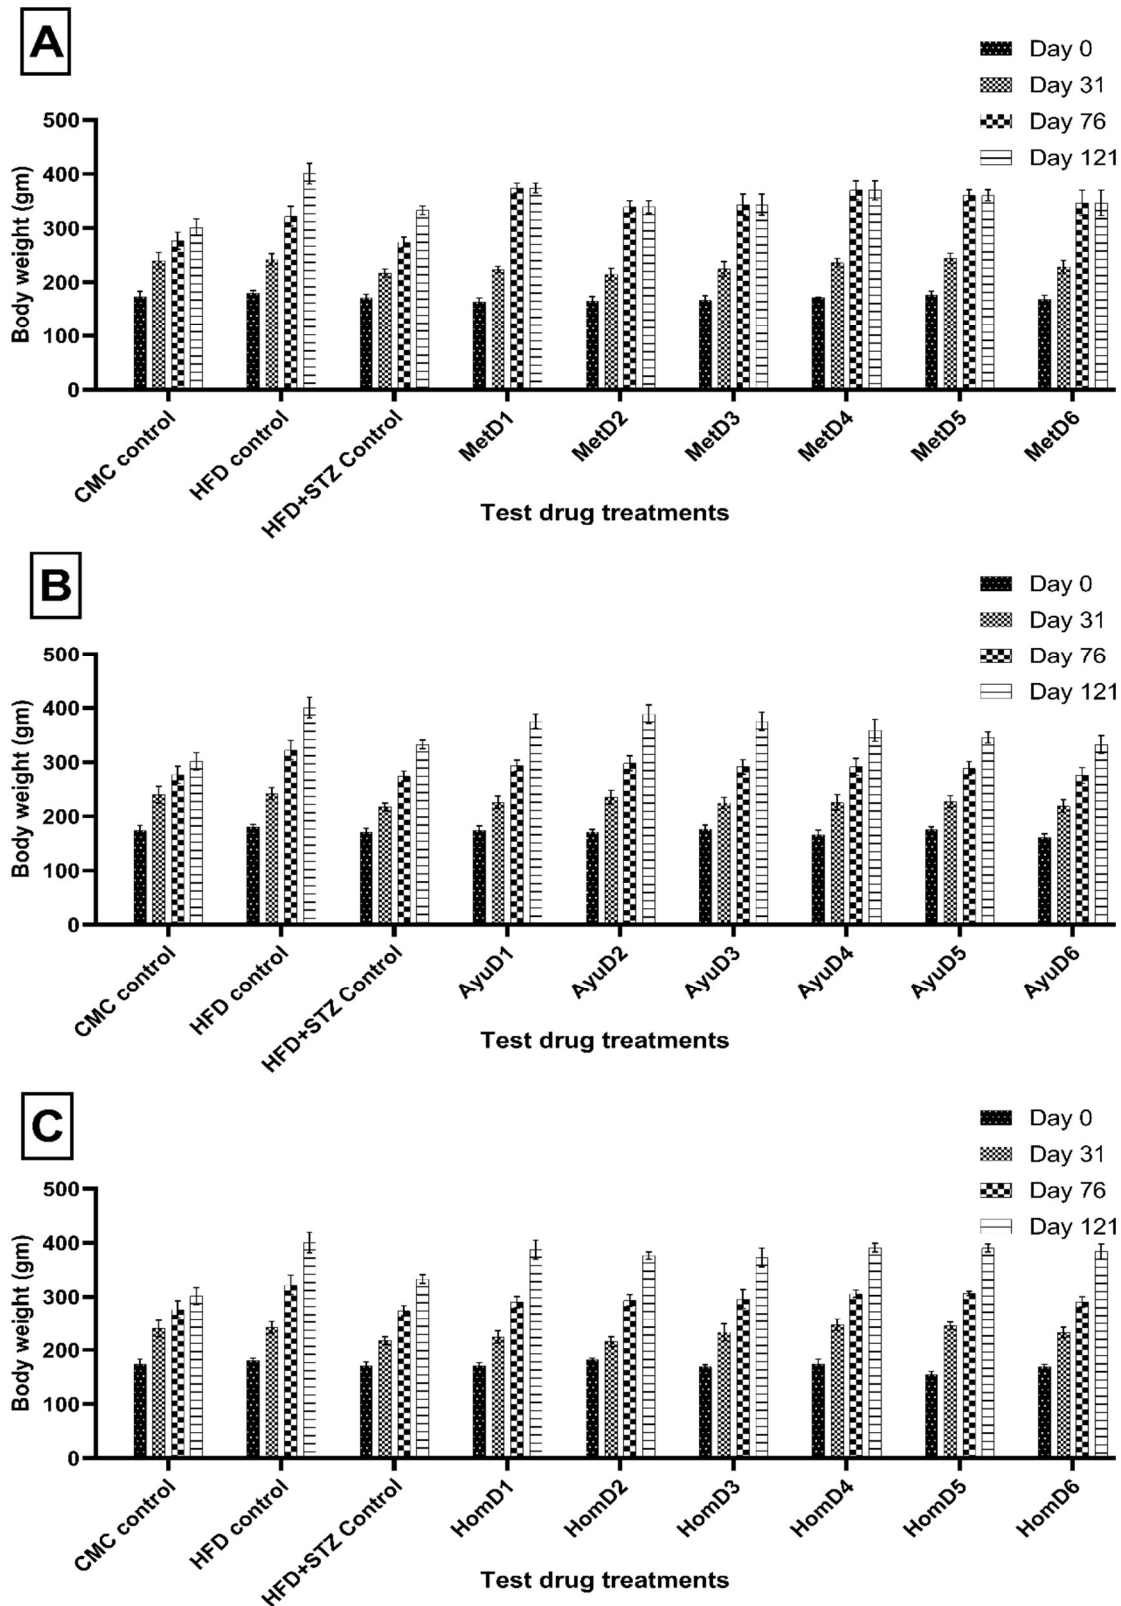 A
Day 0
Day 31
Day 76
Day 121
500
400
300
200
100
0
Body weight (gm)
CMC control
HFD control
HFD+STZ Control
MetD1
MetD2
MetD3
MetD4
MetD5
MetD6
Test drug treatments
B
Day 0
Day 31
Day 76
Day 121
500
400
300
200
100
0
Body weight (gm)
CMC control
HFD control
HFD+STZ Control
AyuD1
AyuD2
AyuD3
AyuD4
AyuD5
AyuD6
Test drug treatments
C
Day 0
Day 31
Day 76
Day 121
500
400
300
200
100
0
Body weight (gm)
CMC control
HFD control
HFD+STZ Control
HomD1
HomD2
HomD3
HomD4
HomD5
HomD6
Test drug treatments